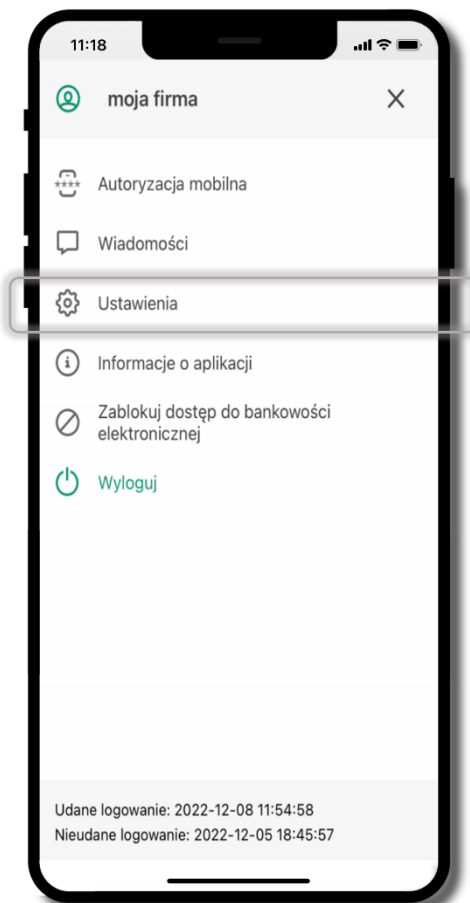 11:18
moja firma
Autoryzacja mobilna
****
Wiadomości
Ustawienia
Informacje o aplikacji
Zablokuj dostęp do bankowości
elektronicznej
Wyloguj
Udane logowanie: 2022-12-08 11:54:58
Nieudane logowanie: 2022-12-05 18:45:57